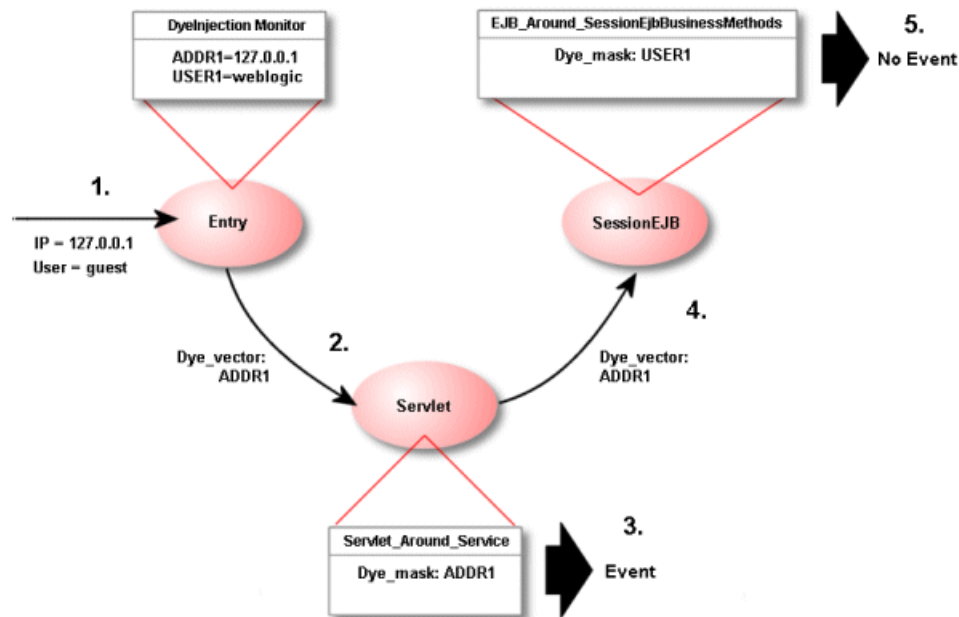 DyeInjection Monitor
ADDR1=127.0.0.1
USER1=weblogic
EJB_Around_SessionEjbBusinessMethods
Dye_mask: USER1
5.
No Event
1.
IP = 127.0.0.1
User = guest
Entry
SessionEJB
2.
Dye_vector:
ADDR1
4.
Dye_vector:
ADDR1
Servlet
Servlet_Around_Service
Dye_mask: ADDR1
3.
Event